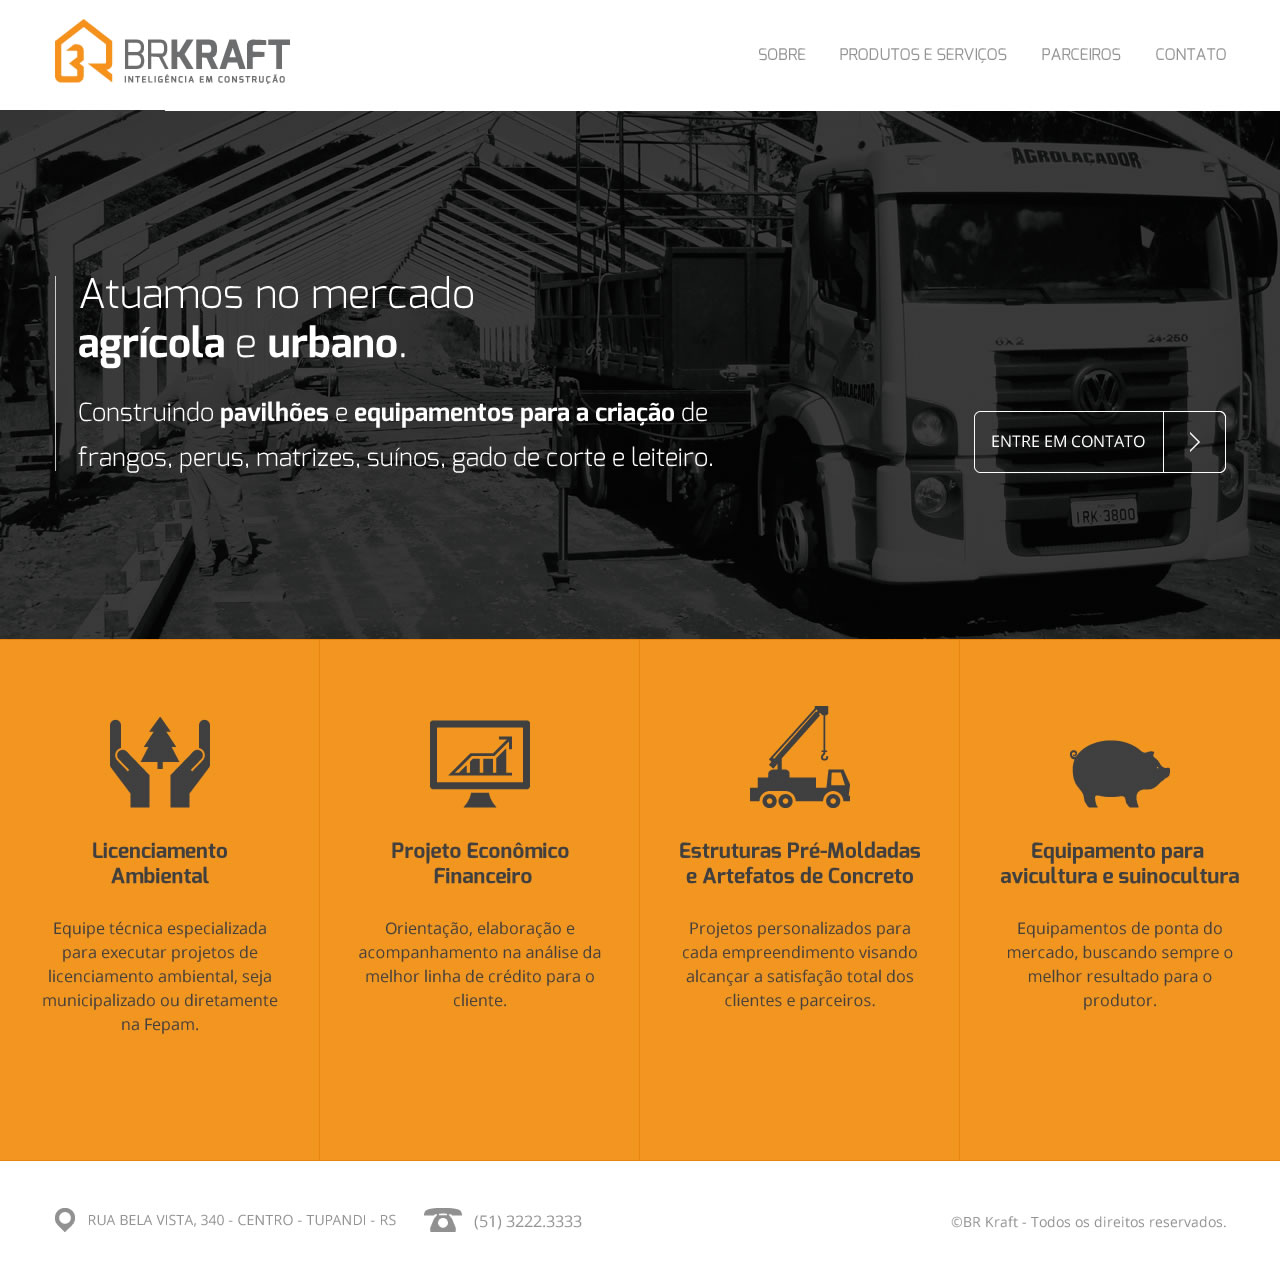 BRKRAFT
INTELIGÊNCIA EM CONSTRUÇÃO
SOBRE
PRODUTOS E SERVIÇOS
PARCEIROS
CONTATO
AGROLAÇADOR
6X2
24-250
AGROLAÇADOR
IRK 3800
Atuamos no mercado
agrícola e urbano.
Construindo pavilhões e equipamentos para a criação de
frangos, perus, matrizes, suínos, gado de corte e leiteiro.
ENTRE EM CONTATO
Licenciamento
Ambiental
Equipe técnica especializada
para executar projetos de
licenciamento ambiental, seja
municipalizado ou diretamente
na Fepam.
Projeto Econômico
Financeiro
Orientação, elaboração e
acompanhamento na análise da
melhor linha de crédito para o
cliente.
Estruturas Pré-Moldadas
e Artefatos de Concreto
Projetos personalizados para
cada empreendimento visando
alcançar a satisfação total dos
clientes e parceiros.
Equipamento para
avicultura e suinocultura
Equipamentos de ponta do
mercado, buscando sempre o
melhor resultado para o
produtor.
RUA BELA VISTA, 340 - CENTRO - TUPANDI - RS
(51) 3222.3333
©BR Kraft - Todos os direitos reservados.